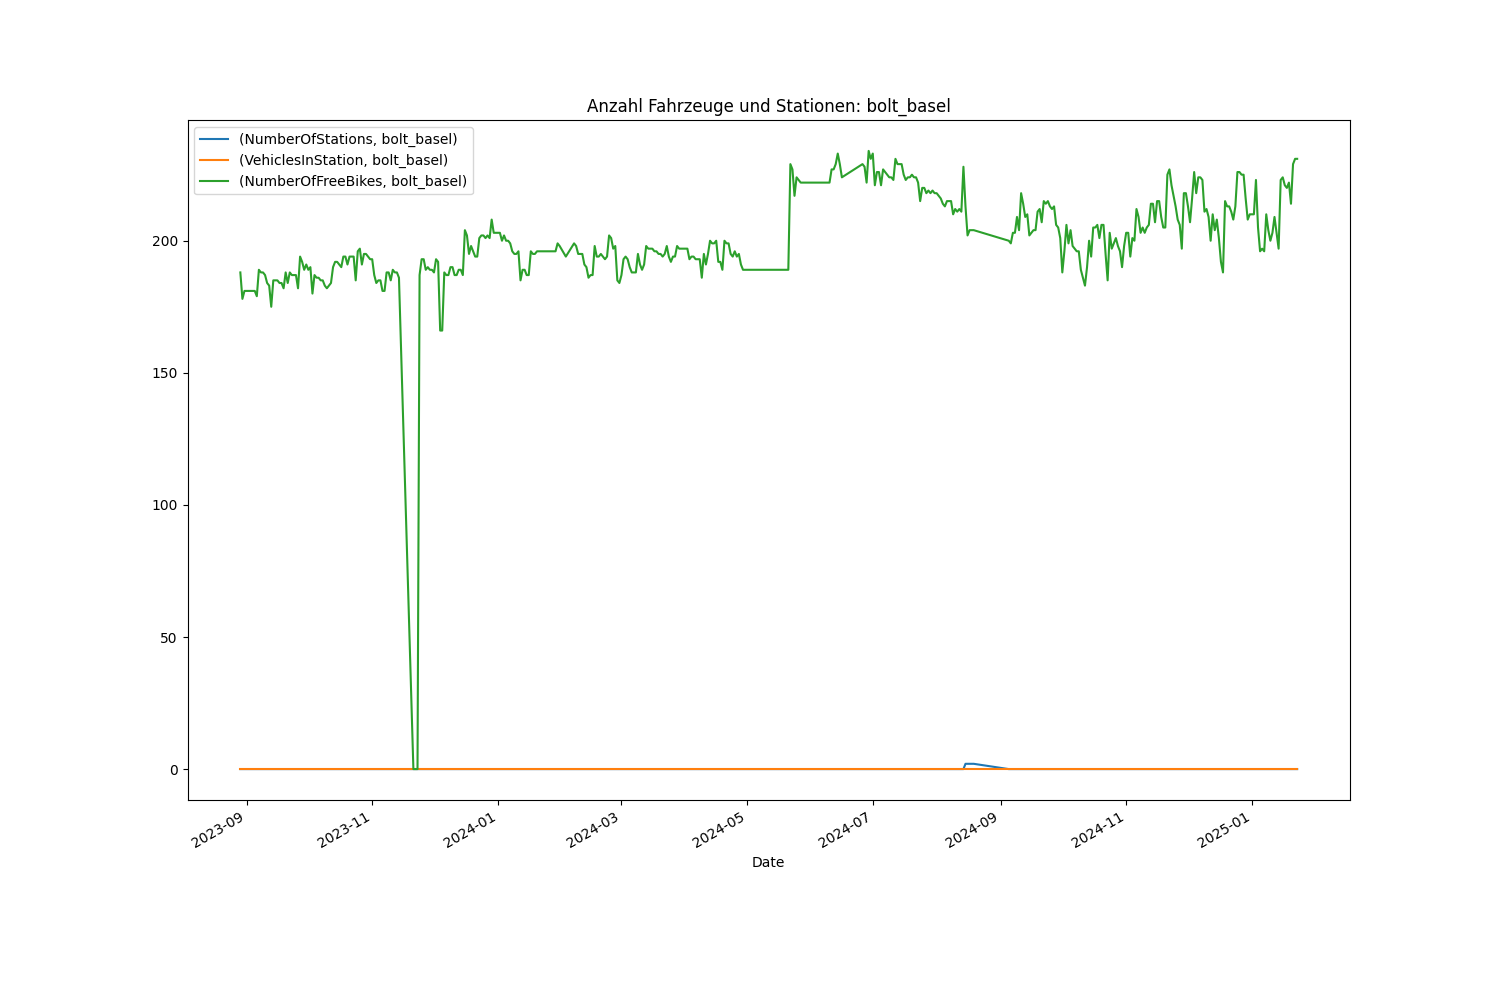 Anzahl Fahrzeuge und Stationen: bolt_basel
(NumberOfStations, bolt_basel)
(VehiclesInStation, bolt_basel)
(NumberOfFreeBikes, bolt_basel)
200
150
100
50
0
2023-09
2023-11
2024-01
2024-03
2024-05
2024-07
2024-09
2024-11
2025-01
Date